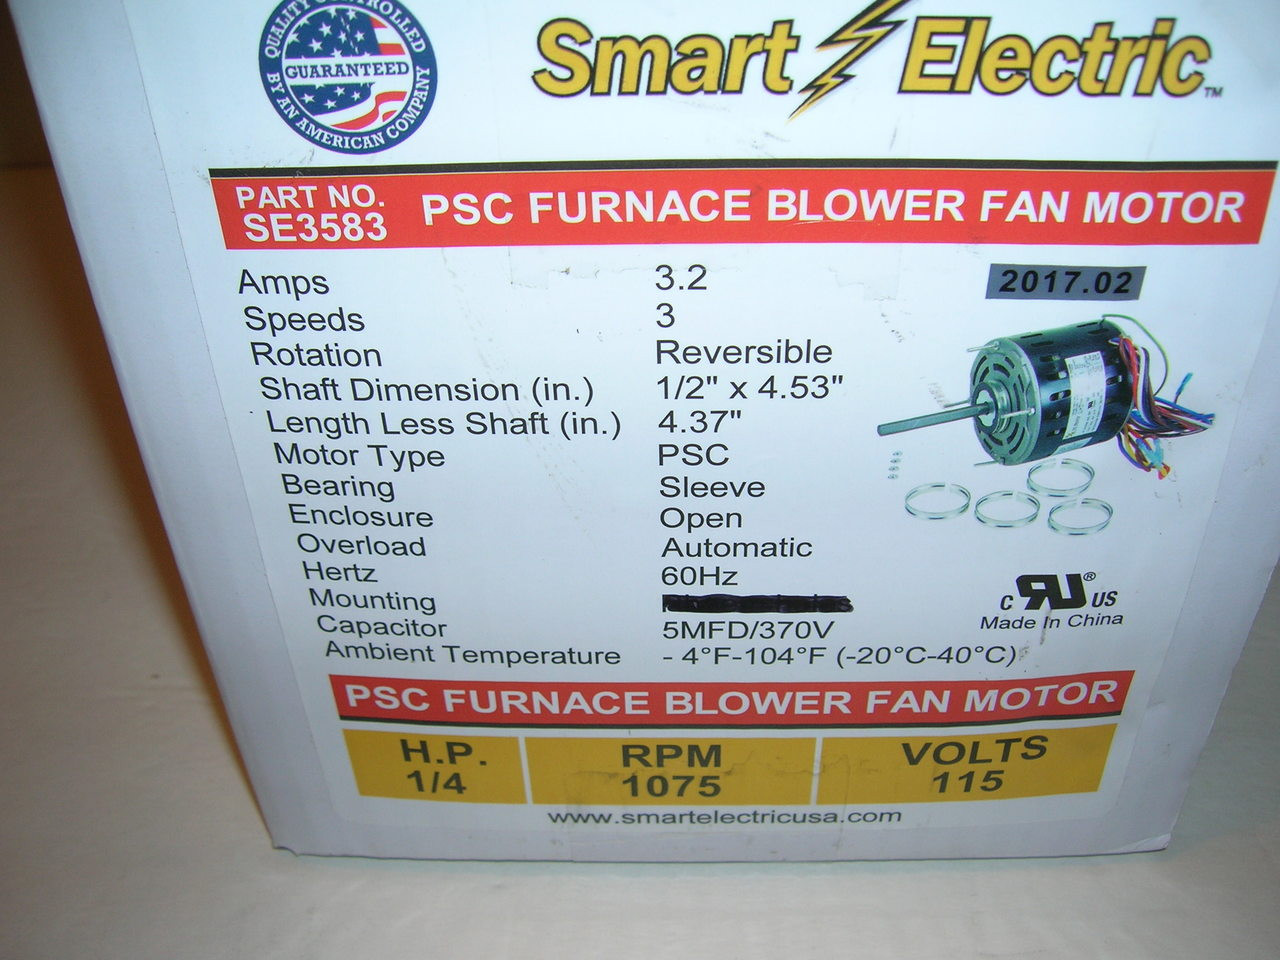 QUALITY CONTROLLED
GUARANTEED
BY AN AMERICAN COMPANY
Smart Electric™
PART NO.
SE3583
PSC FURNACE BLOWER FAN MOTOR
2017.02
Amps 3.2
Speeds 3
Rotation Reversible
Shaft Dimension (in.) 1/2" x 4.53"
Length Less Shaft (in.) 4.37"
Motor Type PSC
Bearing Sleeve
Enclosure Open
Overload Automatic
Hertz 60Hz
Mounting
Capacitor 5MFD/370V
Ambient Temperature - 4°F-104°F (-20°C-40°C)
C RU® US
Made In China
PSC FURNACE BLOWER FAN MOTOR
H.P. RPM VOLTS
1/4 1075 115
www.smartelectricusa.com